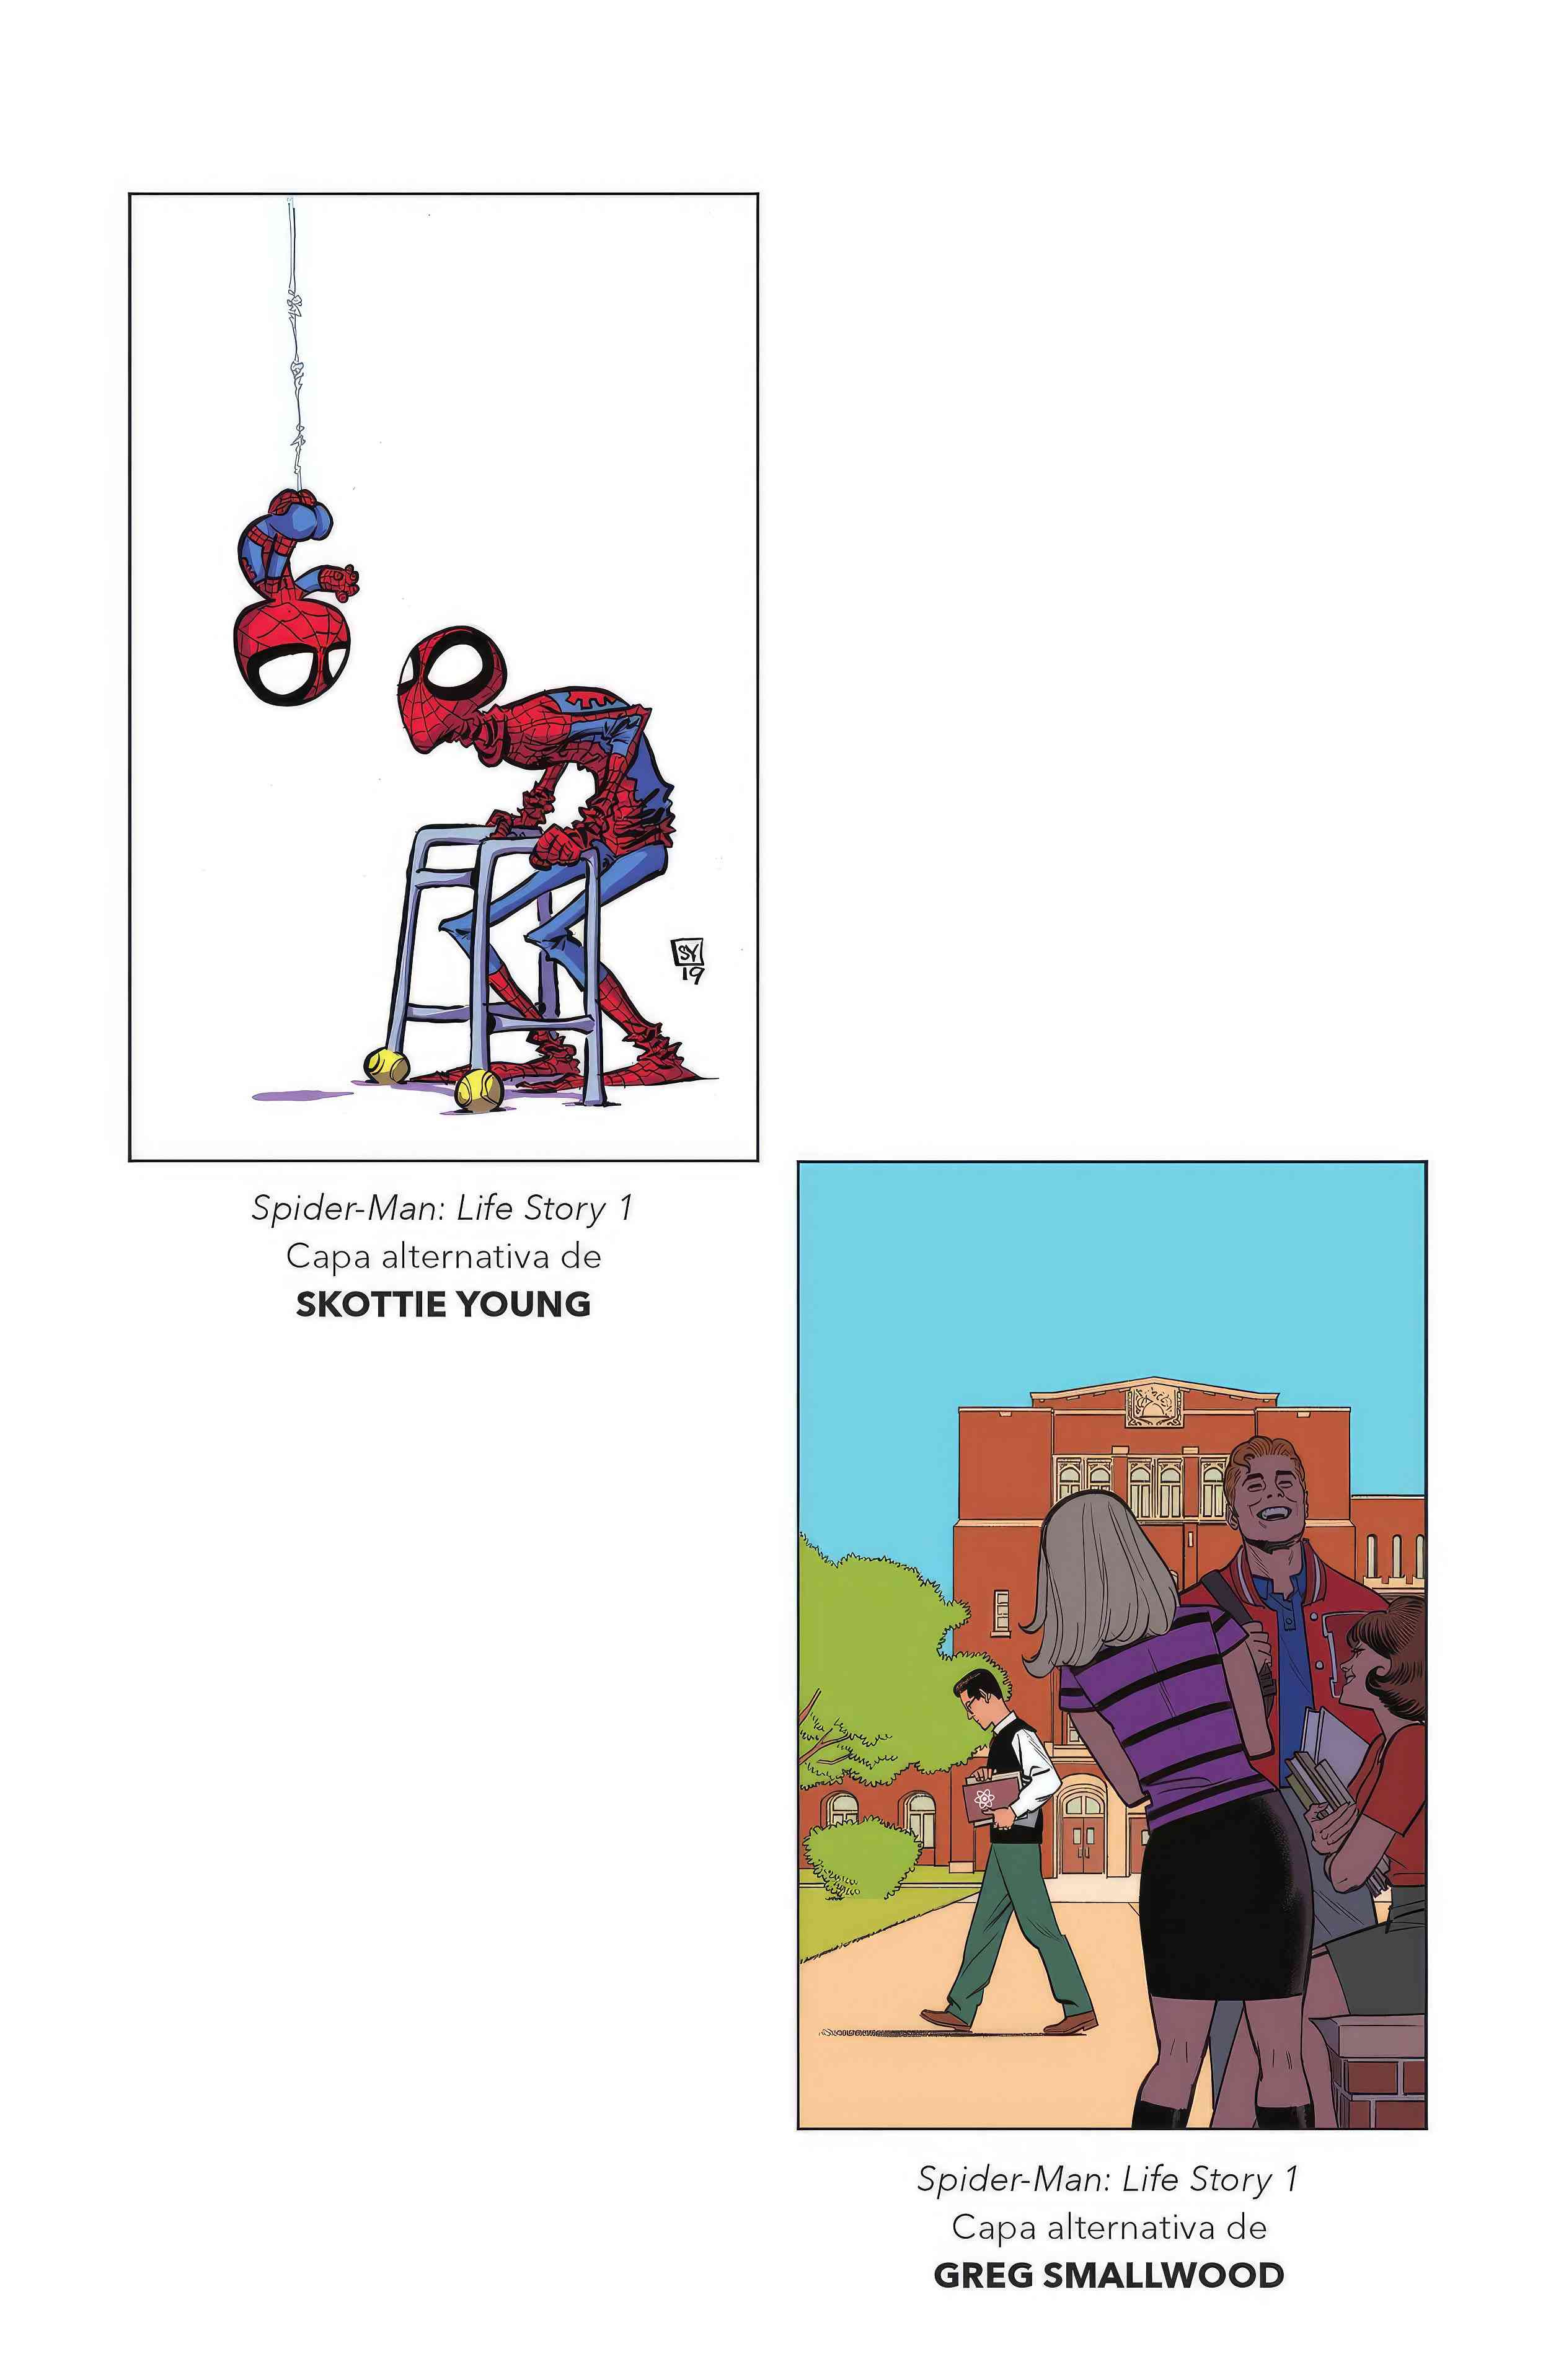 SY
19
Spider-Man: Life Story 1
Capa alternativa de
SKOTTIE YOUNG
Spider-Man: Life Story 1
Capa alternativa de
GREG SMALLWOOD